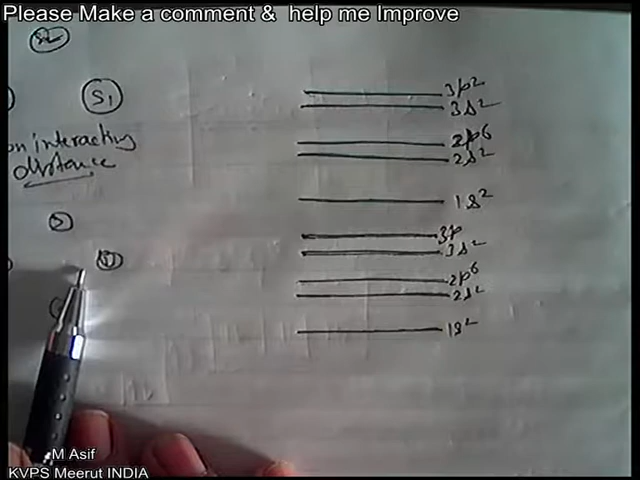 Please Make a comment & help me Improve
Si
on interacting
distance
3p²
3s²
2p6
2s²
1s²
3p
3s²
2p6
2s²
1s²
M Asif
KVPS Meerut INDIA